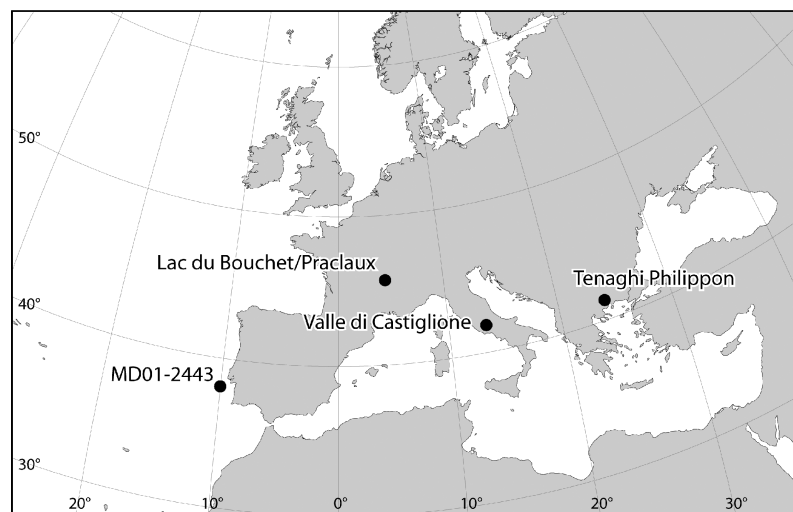 50°
Lac du Bouchet/Praclaux
Tenaghi Philippon
40°
Valle di Castiglione
MD01-2443
30°
20° 10° 0° 10° 20° 30°